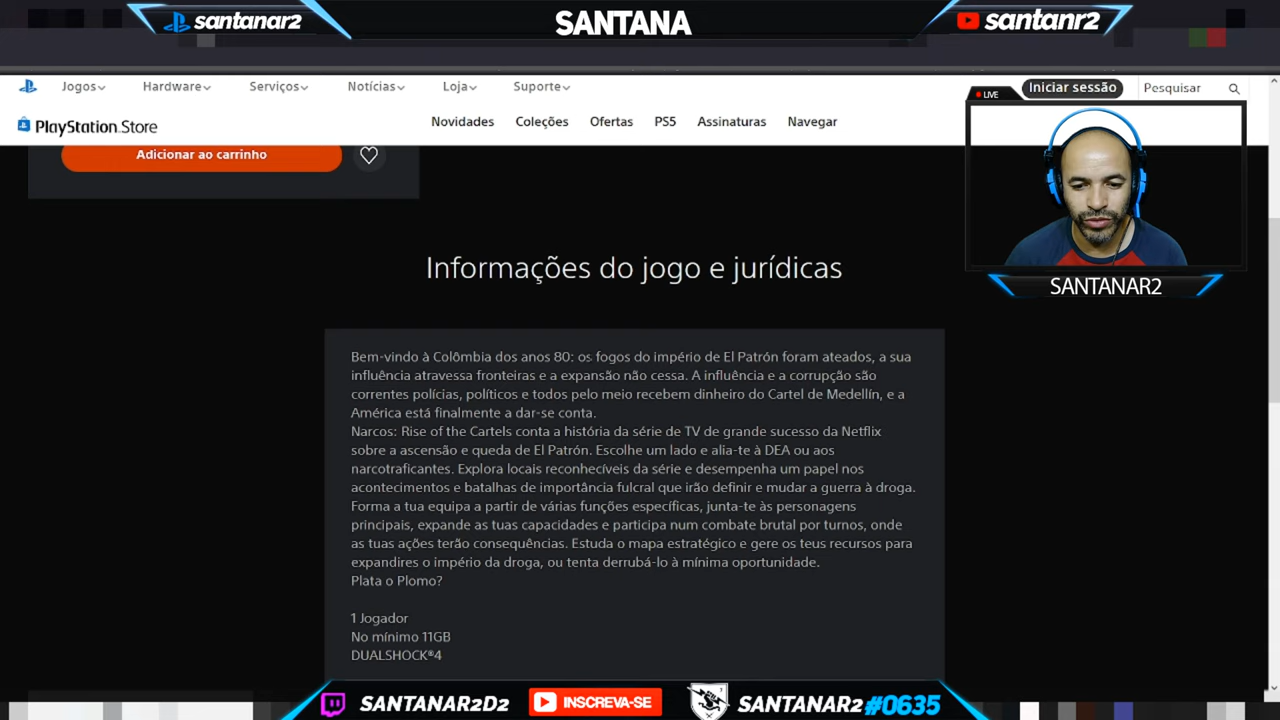 santanar2
SANTANA
santanr2
Jogos
Hardware
Serviços
Notícias
Loja
Suporte
Iniciar sessão
Pesquisar
LIVE
PlayStation.Store
Novidades
Coleções
Ofertas
PS5
Assinaturas
Navegar
Adicionar ao carrinho
SANTANAR2
Informações do jogo e jurídicas
Bem-vindo à Colômbia dos anos 80: os fogos do império de El Patrón foram ateados, a sua
influência atravessa fronteiras e a expansão não cessa. A influência e a corrupção são
correntes polícias, políticos e todos pelo meio recebem dinheiro do Cartel de Medellín, e a
América está finalmente a dar-se conta.
Narcos: Rise of the Cartels conta a história da série de TV de grande sucesso da Netflix
sobre a ascensão e queda de El Patrón. Escolhe um lado e alia-te à DEA ou aos
narcotraficantes. Explora locais reconhecíveis da série e desempenha um papel nos
acontecimentos e batalhas de importância fulcral que irão definir e mudar a guerra à droga.
Forma a tua equipa a partir de várias funções específicas, junta-te às personagens
principais, expande as tuas capacidades e participa num combate brutal por turnos, onde
as tuas ações terão consequências. Estuda o mapa estratégico e gere os teus recursos para
expandires o império da droga, ou tenta derrubá-lo à mínima oportunidade.
Plata o Plomo?
1 Jogador
No mínimo 11GB
DUALSHOCK®4
SANTANAR2D2
INSCREVA-SE
SANTANAR2 #0635